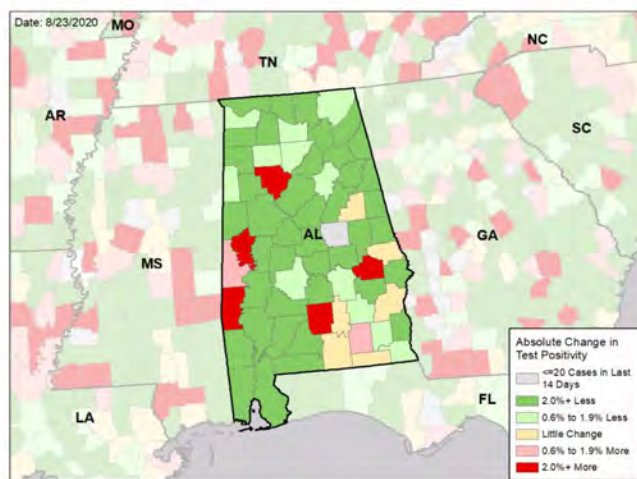 Date: 8/23/2020
MO
NC
TN
AR
SC
AL
GA
MS
LA
FL
Absolute Change in
Test Positivity
<=20 Cases in Last
14 Days
2.0%+ Less
0.6% to 1.9% Less
Little Change
0.6% to 1.9% More
2.0%+ More